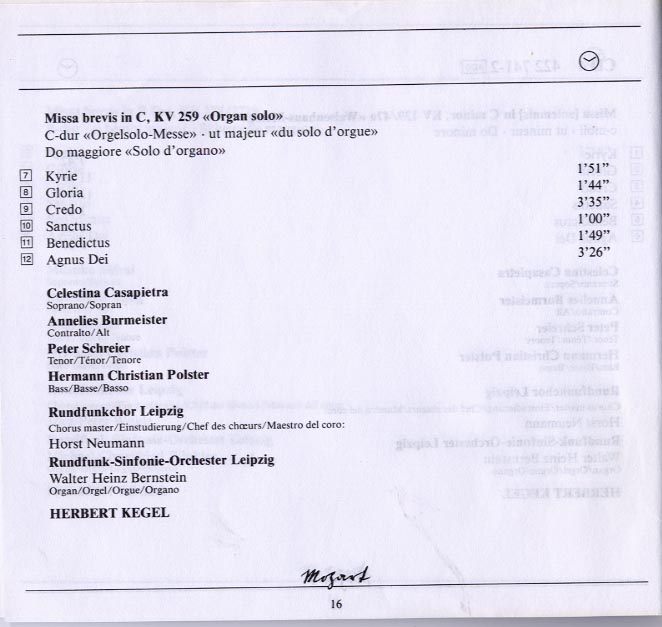 Missa brevis in C, KV 259 «Organ solo»
C-dur «Orgelsolo-Messe» · ut majeur «du solo d'orgue»
Do maggiore «Solo d'organo»
7 Kyrie 1'51”
8 Gloria 1'44”
9 Credo 3'35”
10 Sanctus 1'00”
11 Benedictus 1'49”
12 Agnus Dei 3'26”
Celestina Casapietra
Soprano/Sopran
Annelies Burmeister
Contralto/Alt
Peter Schreier
Tenor/Ténor/Tenore
Hermann Christian Polster
Bass/Basse/Basso
Rundfunkchor Leipzig
Chorus master/Einstudierung/Chef des chœurs/Maestro del coro:
Horst Neumann
Rundfunk-Sinfonie-Orchester Leipzig
Walter Heinz Bernstein
Organ/Orgel/Orgue/Organo
HERBERT KEGEL
Mozart
16